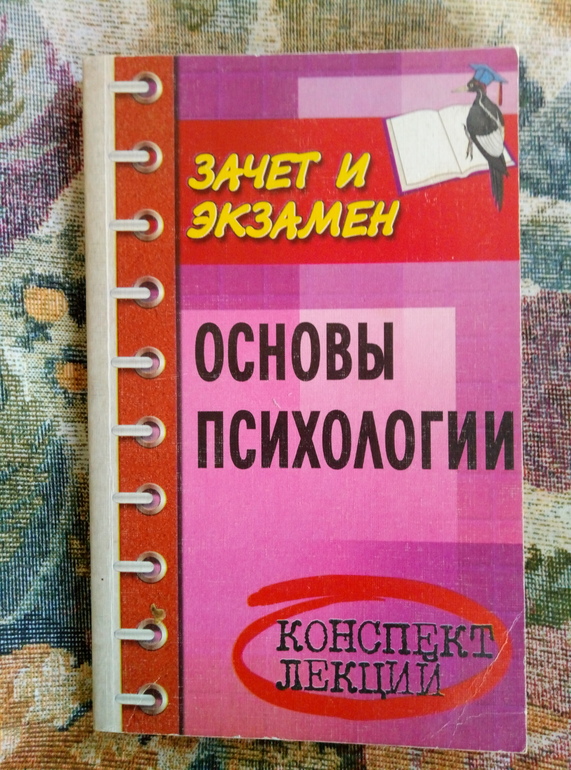 ЗАЧЕТ И
ЭКЗАМЕН
ОСНОВЫ
ПСИХОЛОГИИ
КОНСПЕКТ
ЛЕКЦИЙ